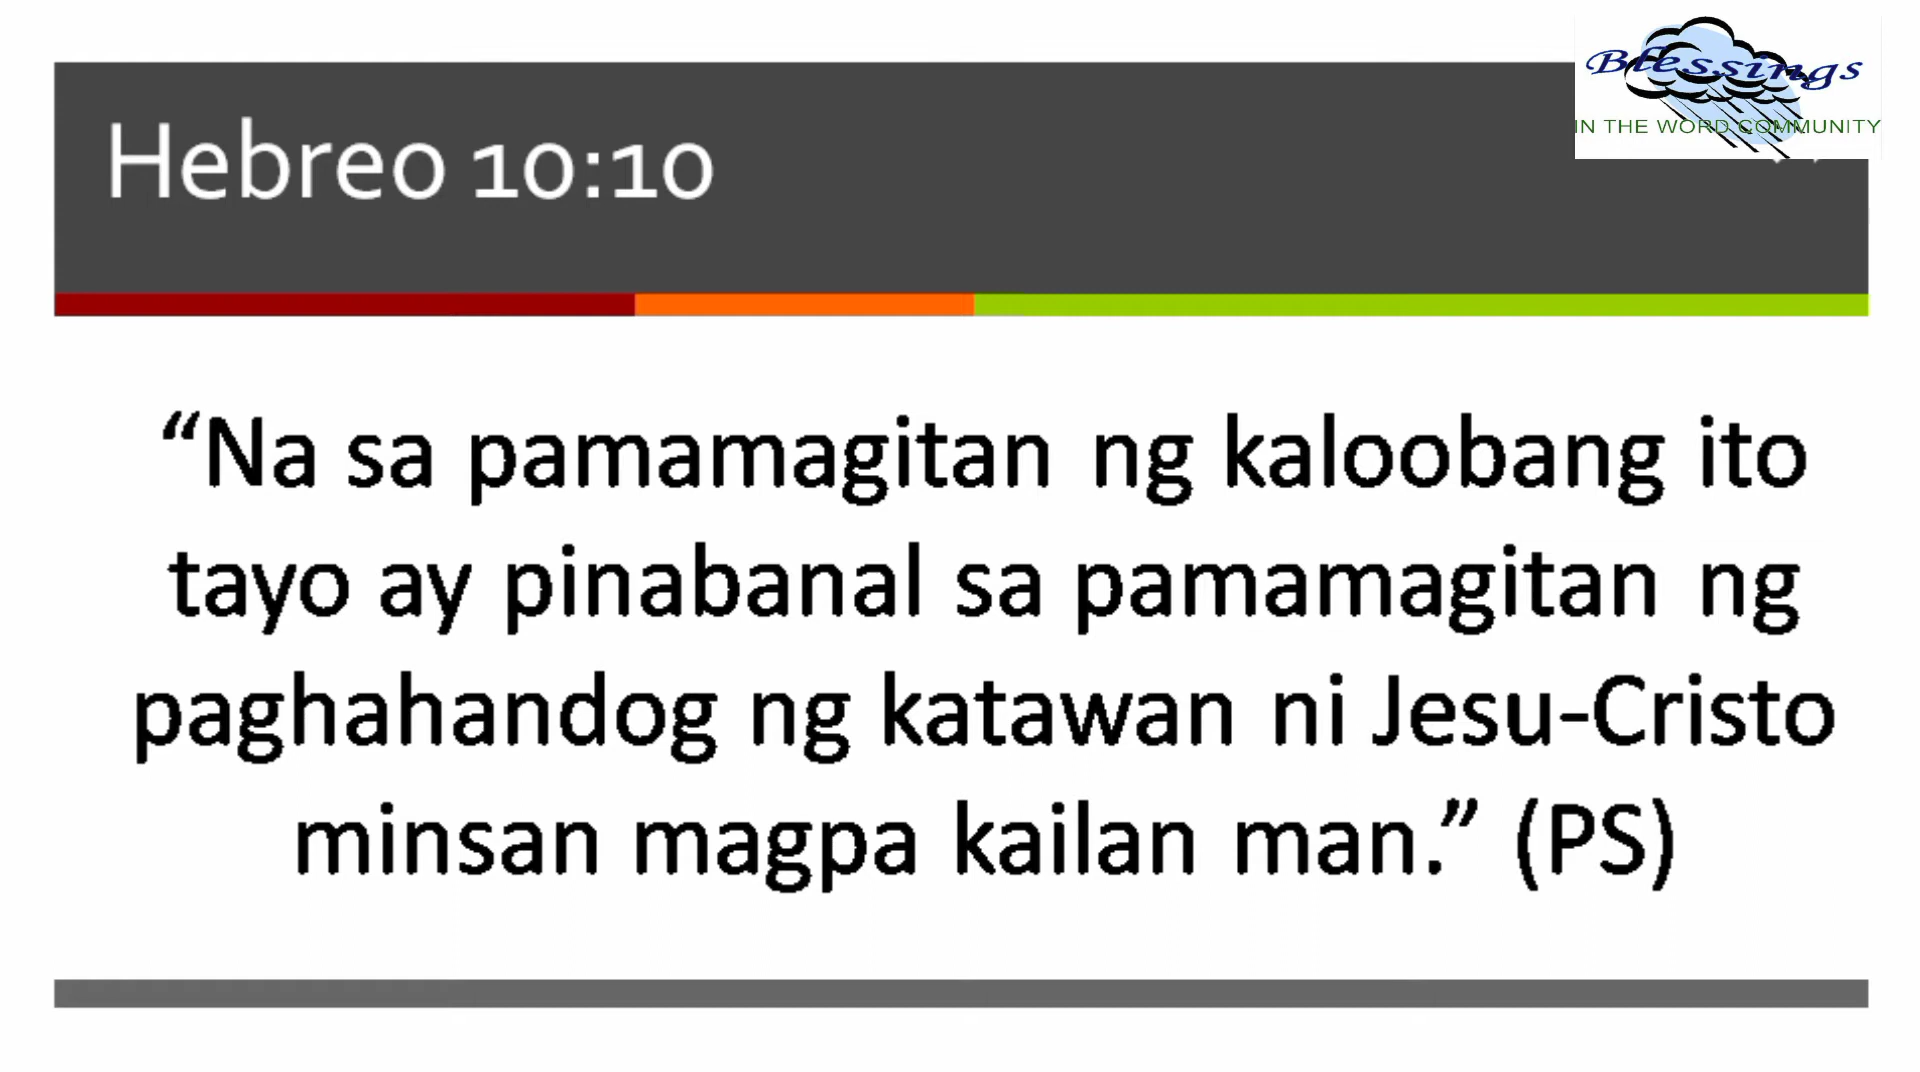 Blessings
IN THE WORD COMMUNITY
Hebreo 10:10
“Na sa pamamagitan ng kaloobang ito
tayo ay pinabanal sa pamamagitan ng
paghahandog ng katawan ni Jesu-Cristo
minsan magpa kailan man.” (PS)